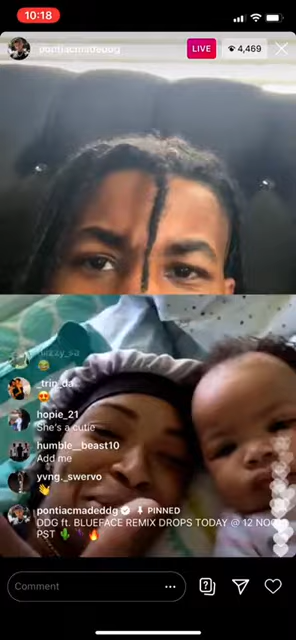 10:18
pontiacmadeddg
LIVE
4,469
_trip_da_
hopie_21
She's a cutie
humble__beast10
Add me
yvng._swervo
pontiacmadeddg PINNED
DDG ft. BLUEFACE REMIX DROPS TODAY @ 12 NOON
PST
Comment